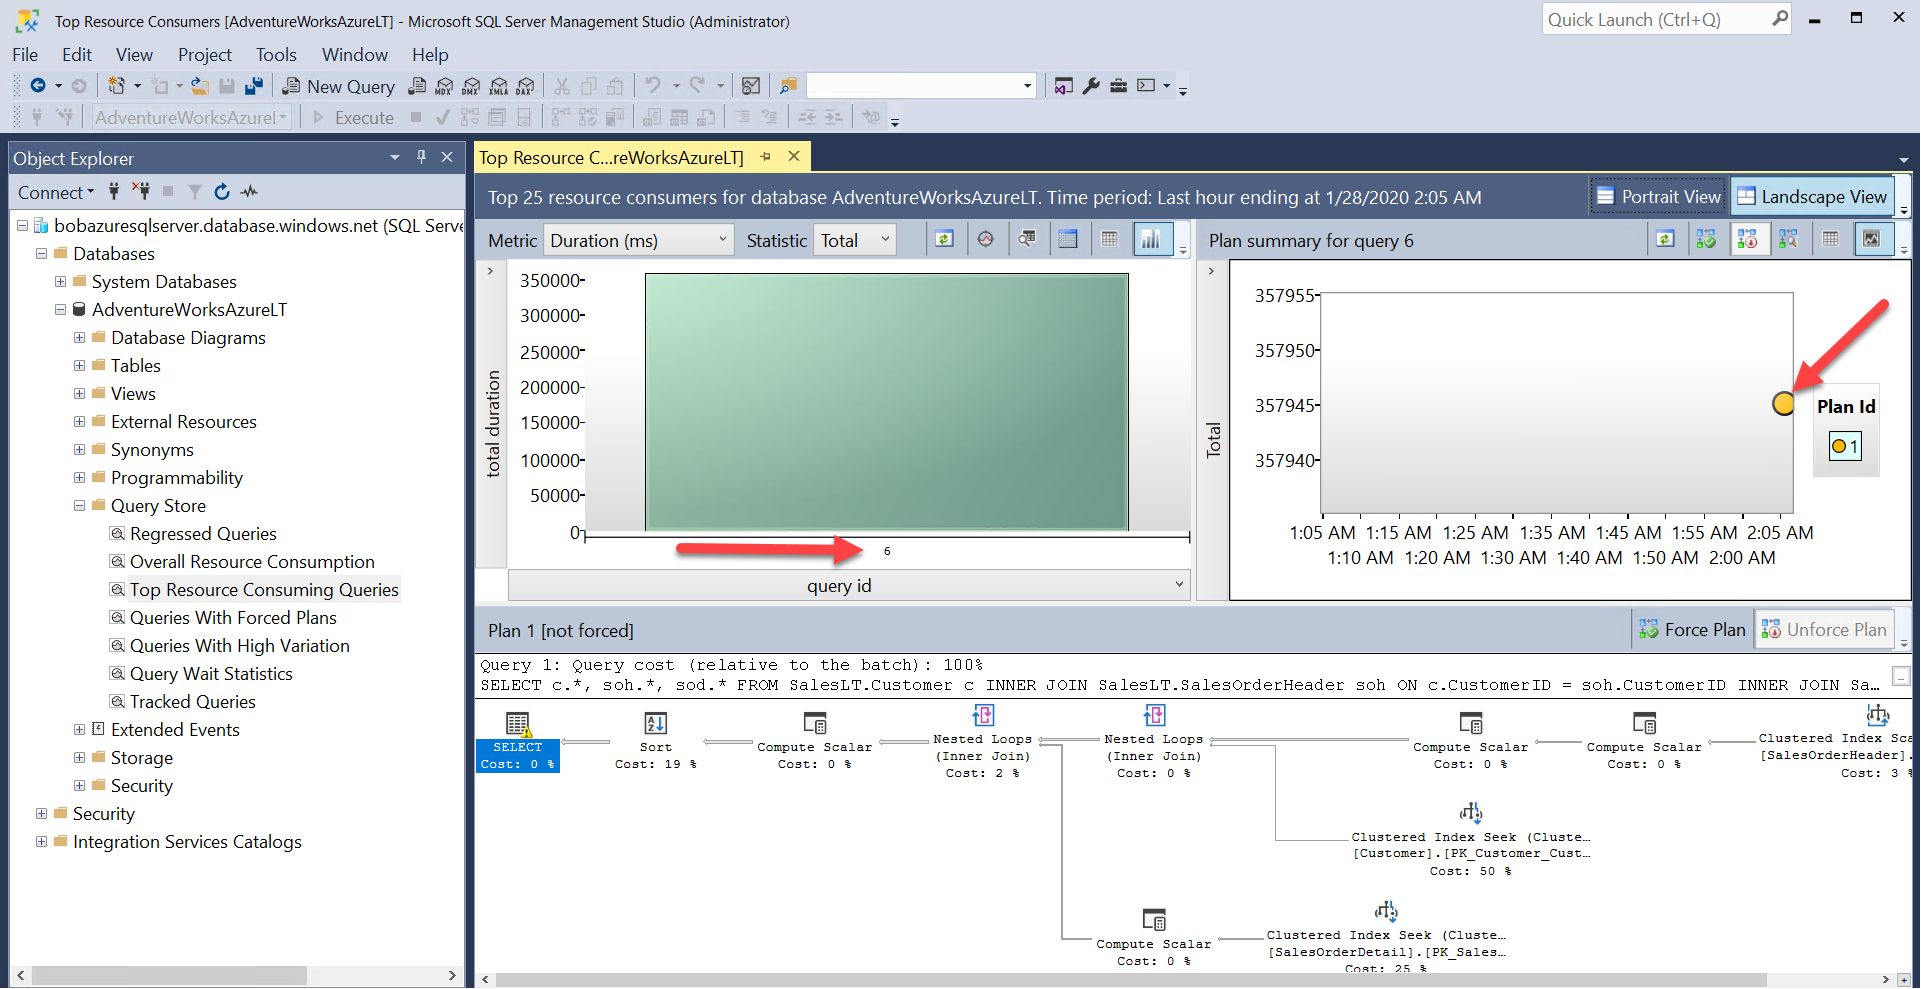 Top Resource Consumers [AdventureWorksAzureLT] - Microsoft SQL Server Management Studio (Administrator)
Quick Launch (Ctrl+Q)
File Edit View Project Tools Window Help
New Query MDX DMX XMLA DAX
AdventureWorksAzureL Execute
Object Explorer
Connect
bobazuresqlserver.database.windows.net (SQL Serve
Databases
System Databases
AdventureWorksAzureLT
Database Diagrams
Tables
Views
External Resources
Synonyms
Programmability
Query Store
Regressed Queries
Overall Resource Consumption
Top Resource Consuming Queries
Queries With Forced Plans
Queries With High Variation
Query Wait Statistics
Tracked Queries
Extended Events
Storage
Security
Security
Integration Services Catalogs
Top Resource C...reWorksAzureLT]
Top 25 resource consumers for database AdventureWorksAzureLT. Time period: Last hour ending at 1/28/2020 2:05 AM
Portrait View
Landscape View
Metric Duration (ms) Statistic Total
total duration
350000
300000
250000
200000
150000
100000
50000
0
6
query id
Plan summary for query 6
Total
357955
357950
357945
357940
1:05 AM 1:15 AM 1:25 AM 1:35 AM 1:45 AM 1:55 AM 2:05 AM
1:10 AM 1:20 AM 1:30 AM 1:40 AM 1:50 AM 2:00 AM
Plan Id
1
Plan 1 [not forced]
Force Plan
Unforce Plan
Query 1: Query cost (relative to the batch): 100%
SELECT c.*, soh.*, sod.* FROM SalesLT.Customer c INNER JOIN SalesLT.SalesOrderHeader soh ON c.CustomerID = soh.CustomerID INNER JOIN Sa...
SELECT
Cost: 0 %
Sort
Cost: 19 %
Compute Scalar
Cost: 0 %
Nested Loops
(Inner Join)
Cost: 2 %
Nested Loops
(Inner Join)
Cost: 0 %
Compute Scalar
Cost: 0 %
Compute Scalar
Cost: 0 %
Clustered Index Sca
[SalesOrderHeader].
Cost: 3 %
Clustered Index Seek (Cluste...
[Customer].[PK_Customer_Cust...
Cost: 50 %
Compute Scalar
Cost: 0 %
Clustered Index Seek (Cluste...
[SalesOrderDetail].[PK_Sales...
Cost: 25 %